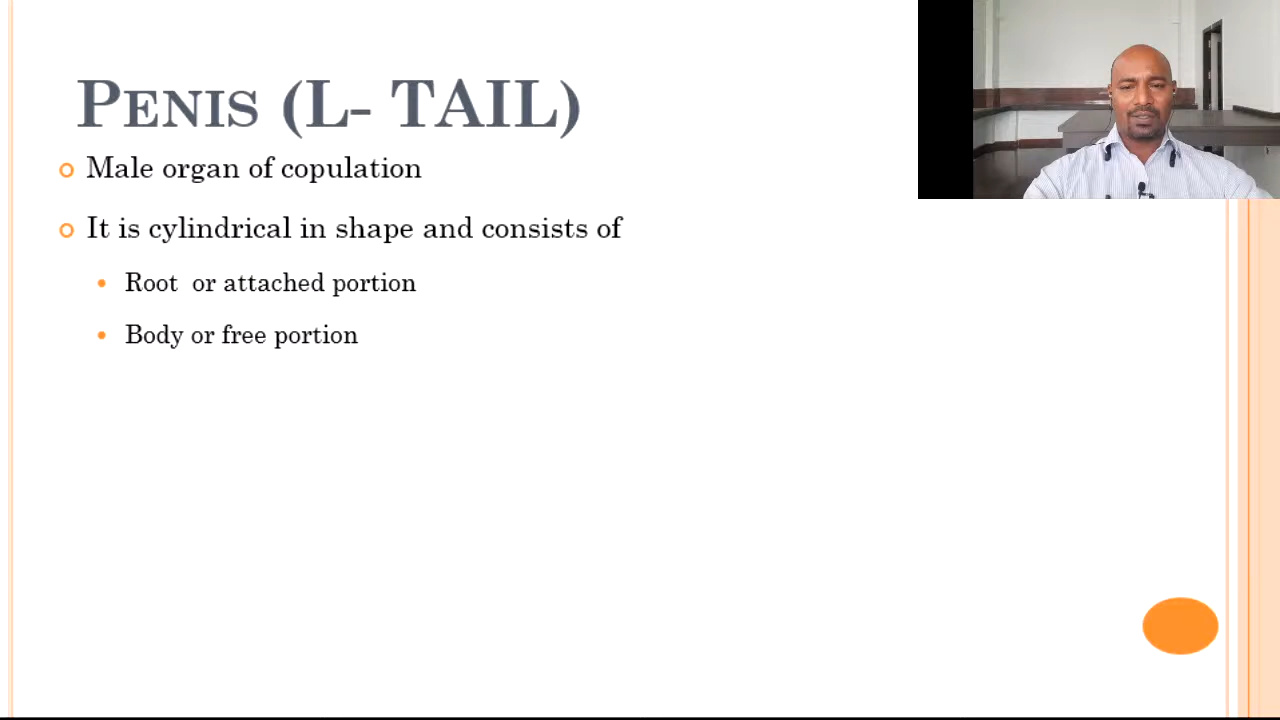 PENIS (L- TAIL)
Male organ of copulation
It is cylindrical in shape and consists of
Root or attached portion
Body or free portion